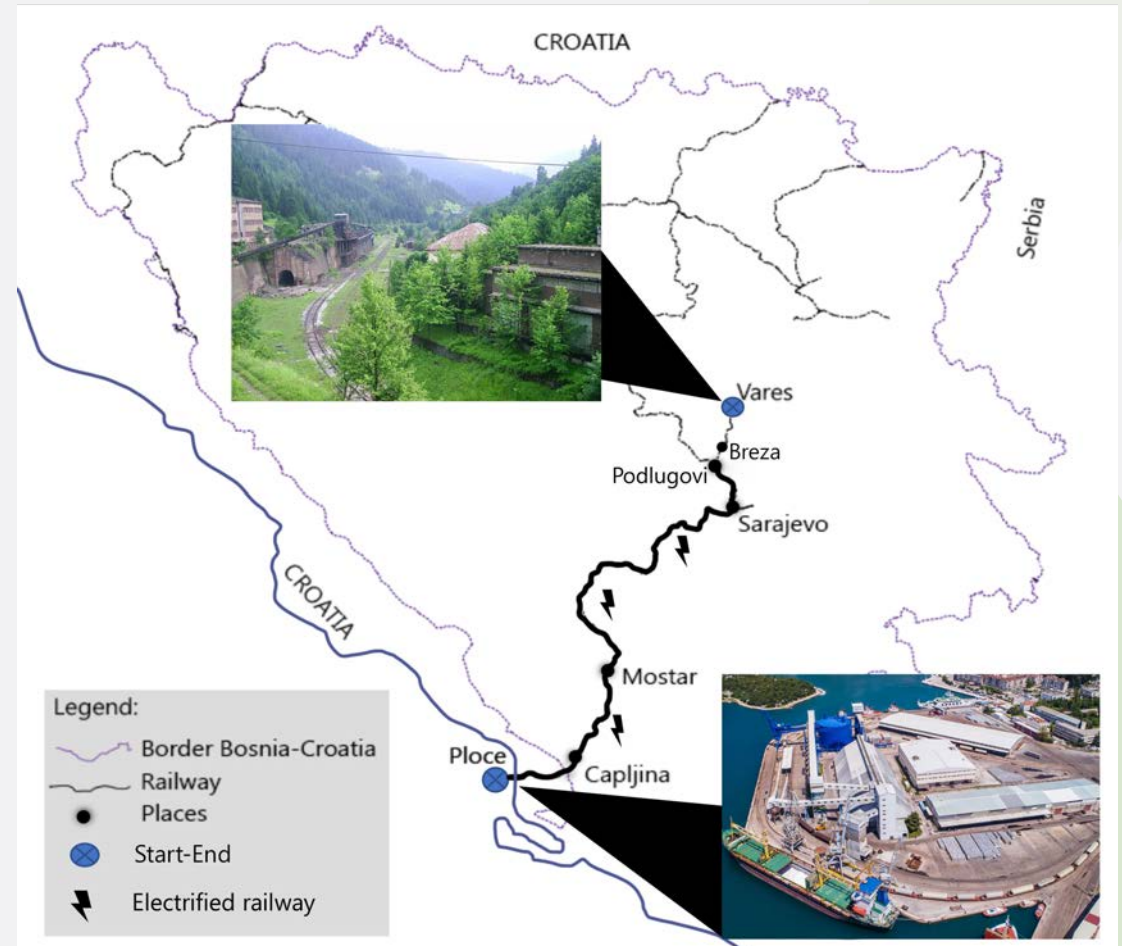 CROATIA
Serbia
Vares
Breza
Podlugovi
Sarajevo
CROATIA
Mostar
Ploce
Capljina
Legend:
Border Bosnia-Croatia
Railway
Places
Start-End
Electrified railway